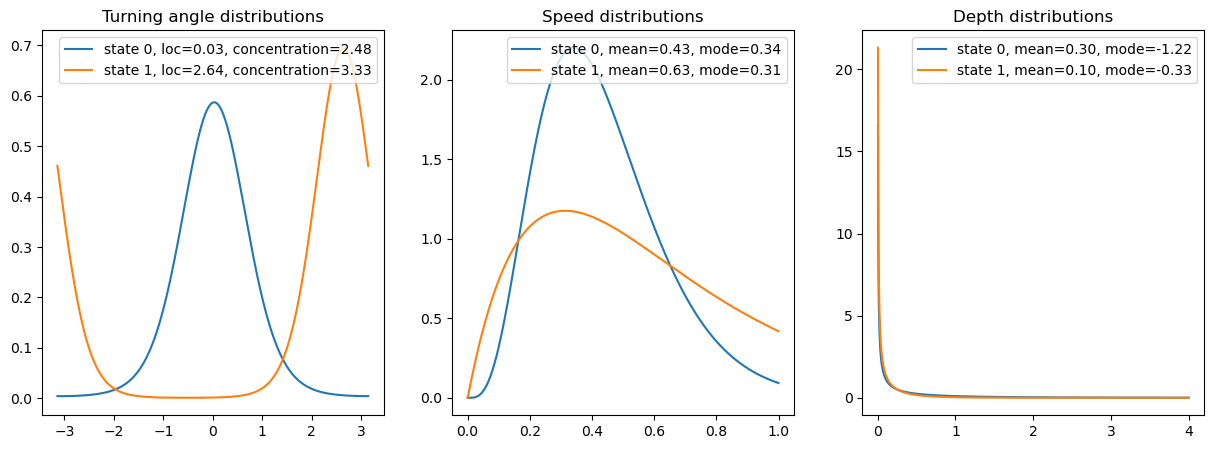 Turning angle distributions
state 0, loc=0.03, concentration=2.48
state 1, loc=2.64, concentration=3.33
0.7
0.6
0.5
0.4
0.3
0.2
0.1
0.0
−3 −2 −1 0 1 2 3
Speed distributions
state 0, mean=0.43, mode=0.34
state 1, mean=0.63, mode=0.31
2.0
1.5
1.0
0.5
0.0
0.0 0.2 0.4 0.6 0.8 1.0
Depth distributions
state 0, mean=0.30, mode=-1.22
state 1, mean=0.10, mode=-0.33
20
15
10
5
0
0 1 2 3 4